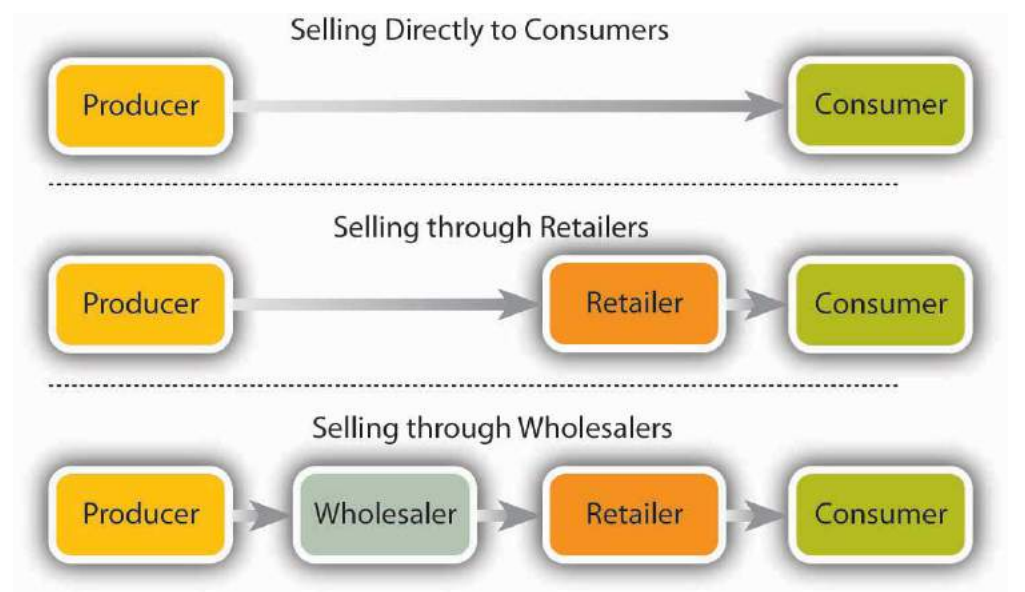 Selling Directly to Consumers
Producer Consumer
Selling through Retailers
Producer Retailer Consumer
Selling through Wholesalers
Producer Wholesaler Retailer Consumer